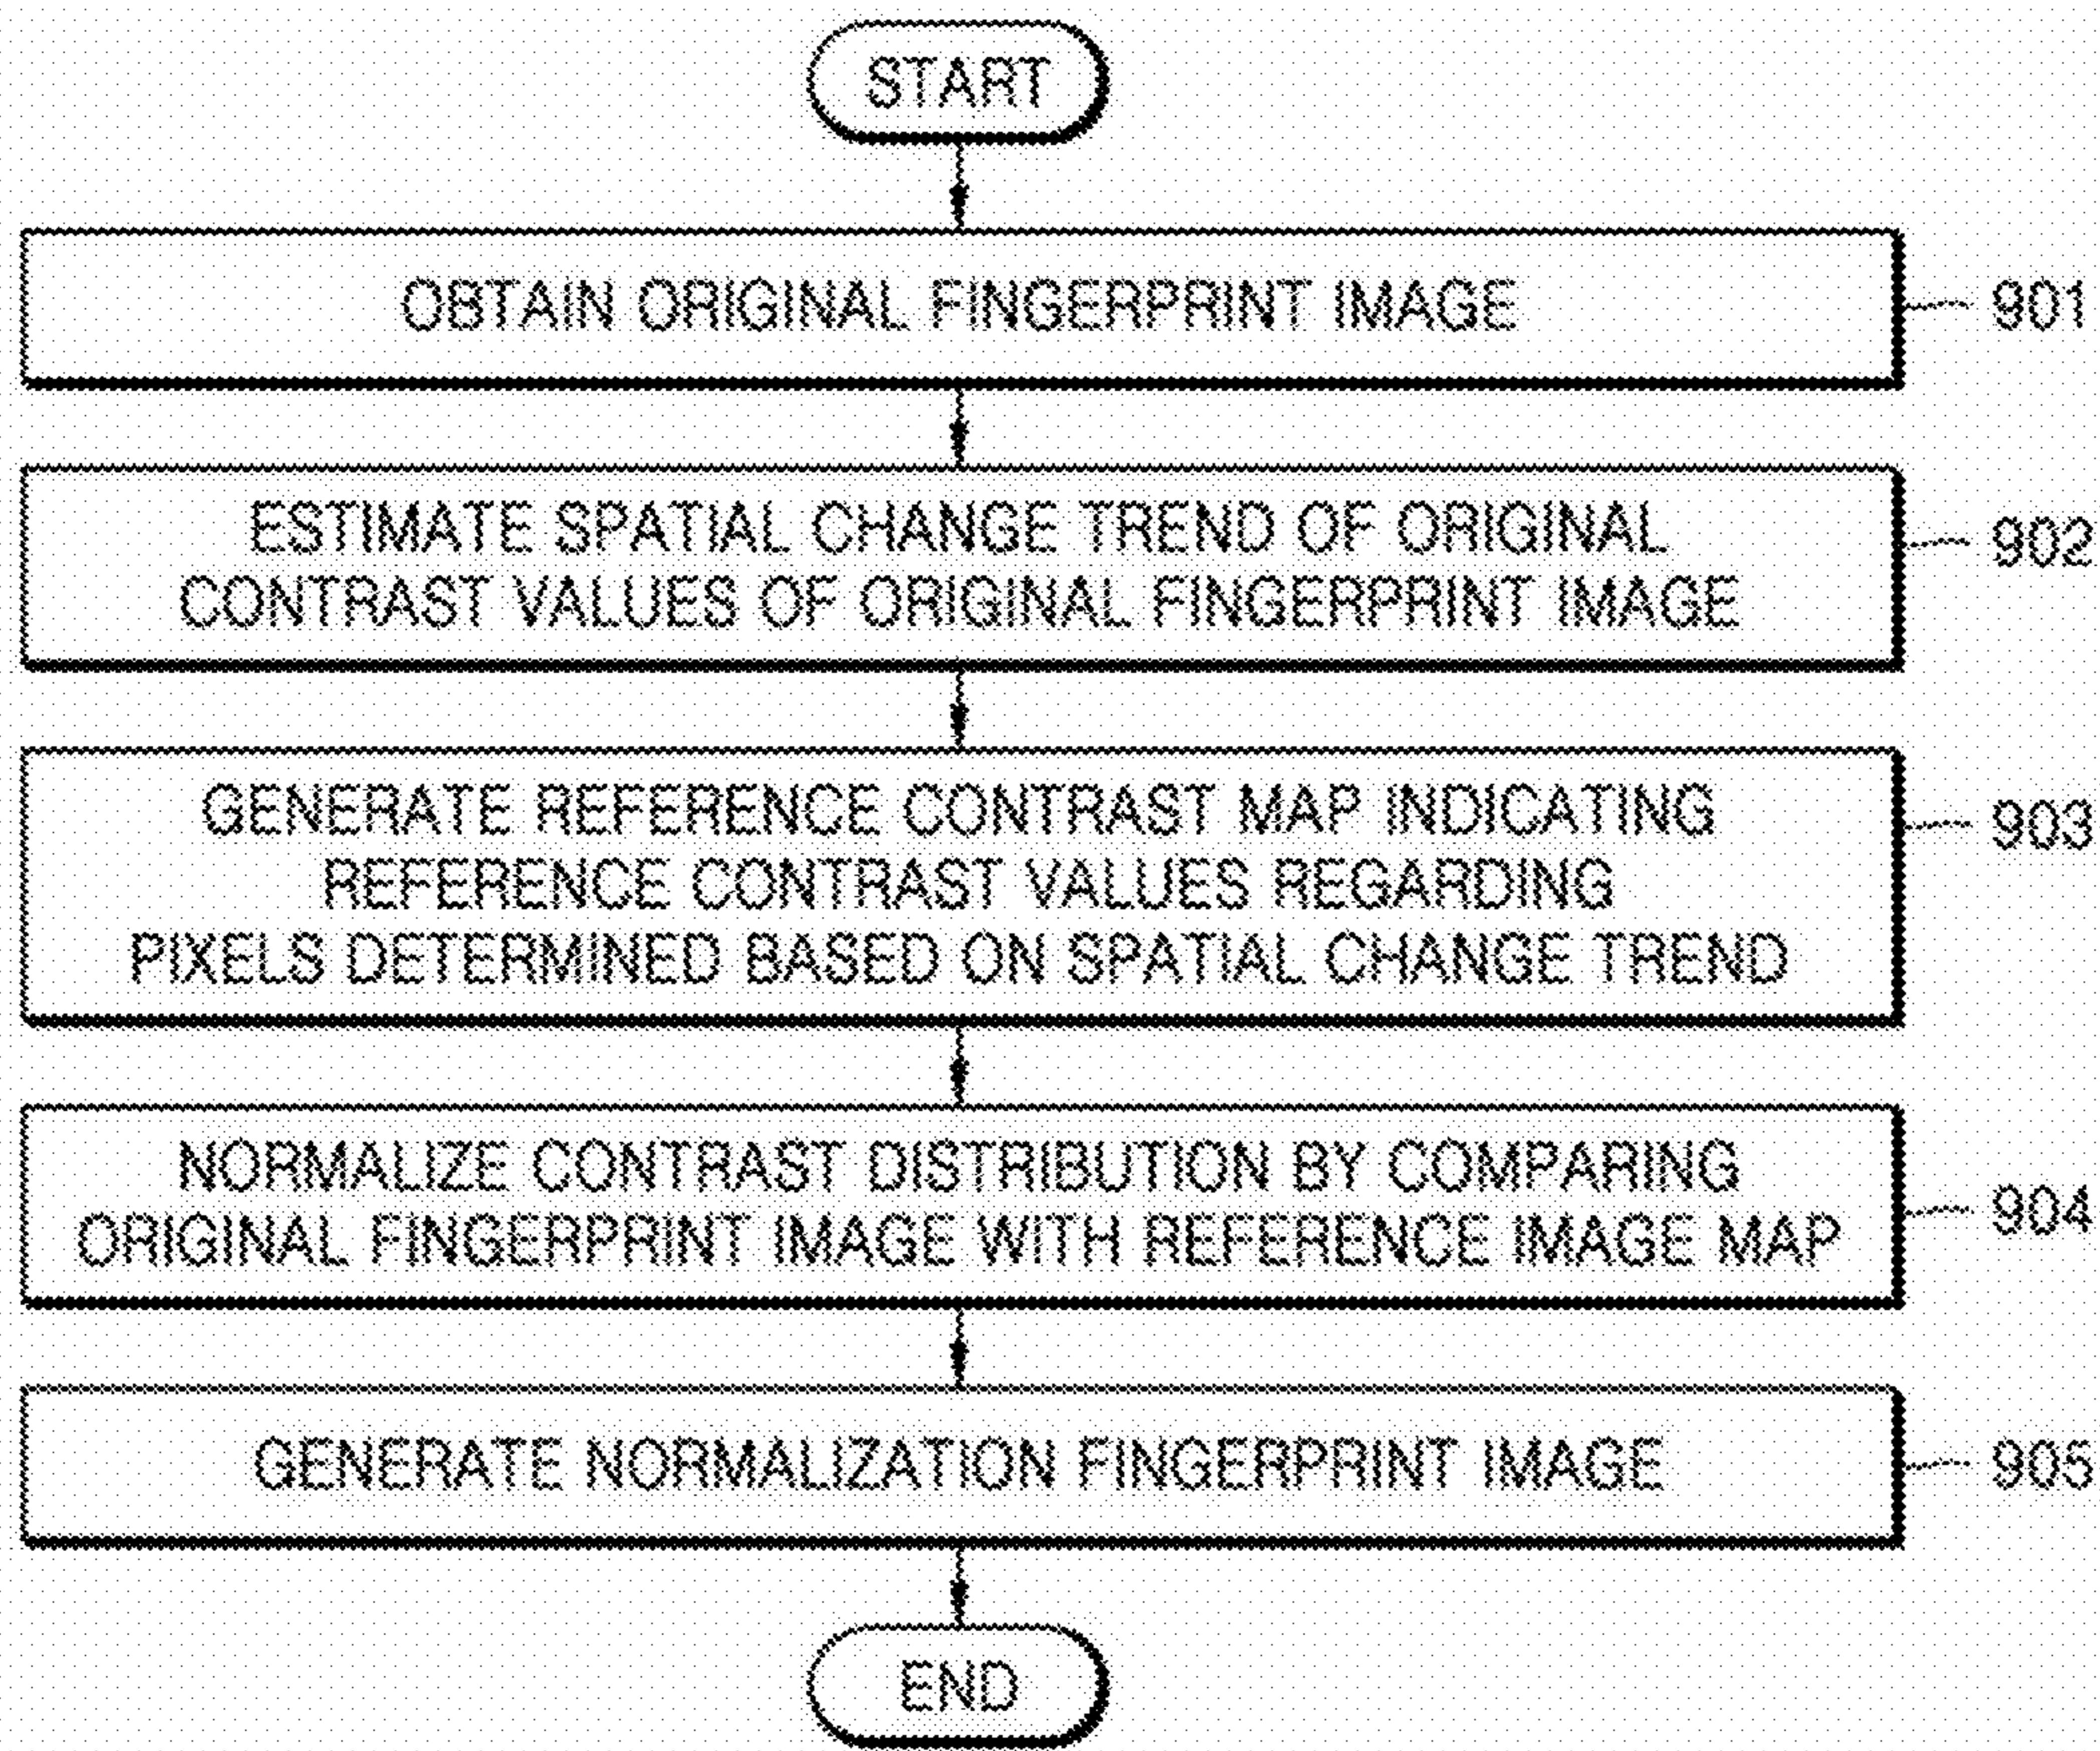 START
OBTAIN ORIGINAL FINGERPRINT IMAGE
901
ESTIMATE SPATIAL CHANGE TREND OF ORIGINAL
CONTRAST VALUES OF ORIGINAL FINGERPRINT IMAGE
902
GENERATE REFERENCE CONTRAST MAP INDICATING
REFERENCE CONTRAST VALUES REGARDING
PIXELS DETERMINED BASED ON SPATIAL CHANGE TREND
903
NORMALIZE CONTRAST DISTRIBUTION BY COMPARING
ORIGINAL FINGERPRINT IMAGE WITH REFERENCE IMAGE MAP
904
GENERATE NORMALIZATION FINGERPRINT IMAGE
905
END